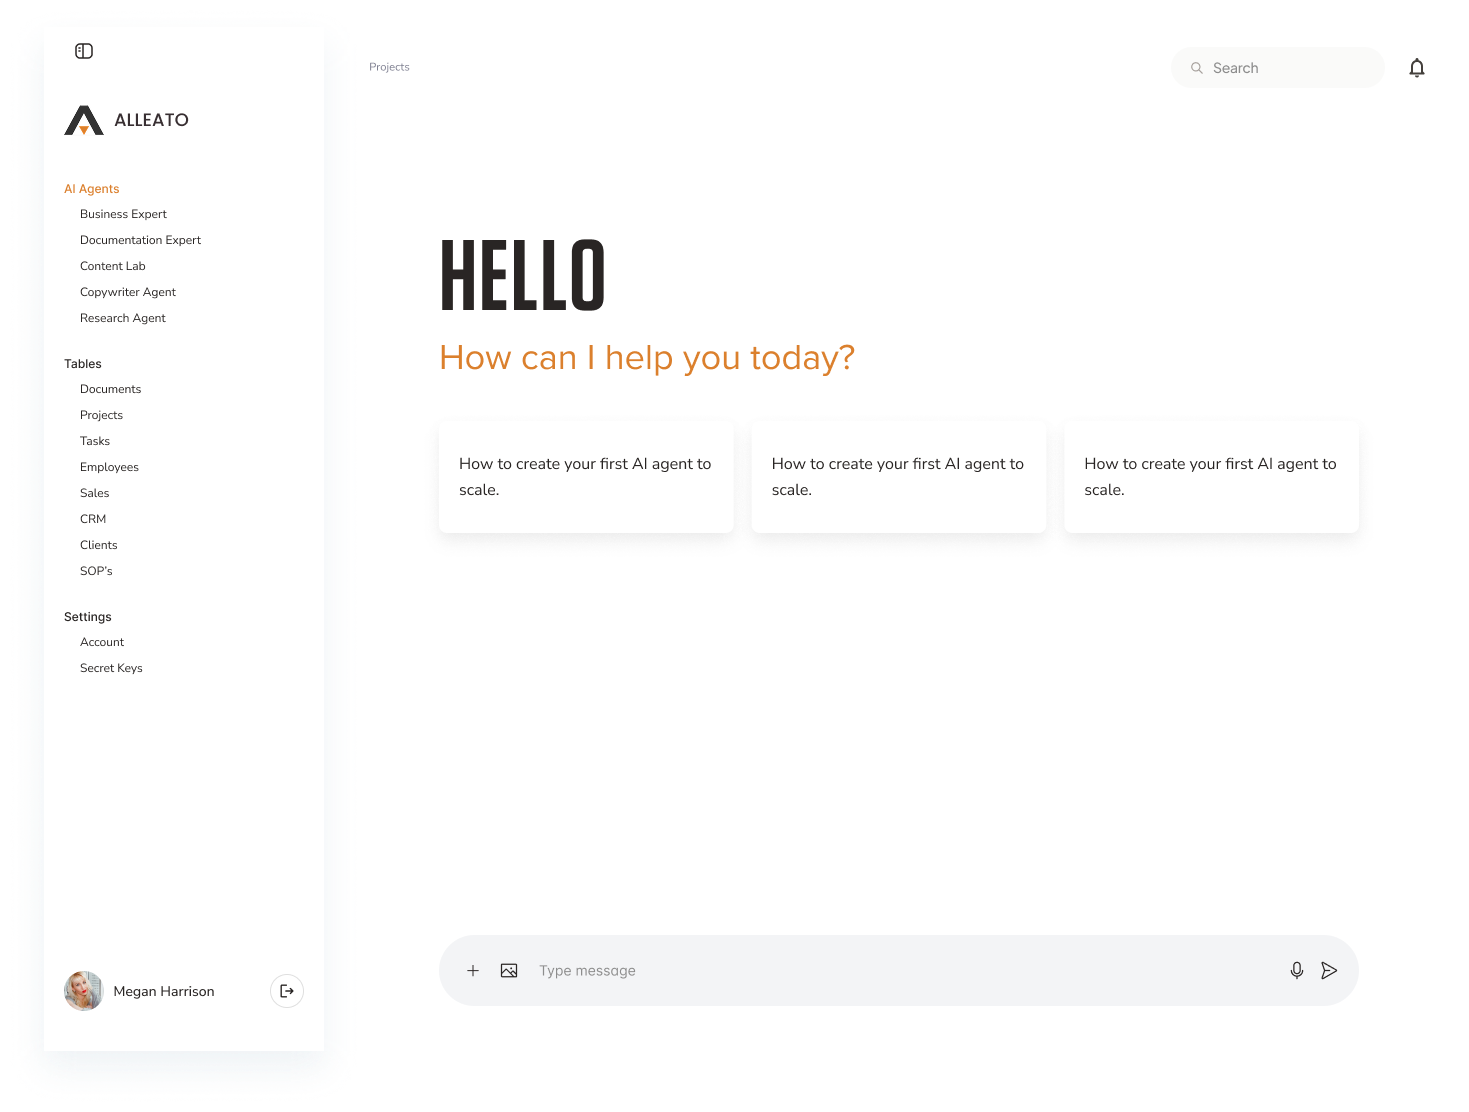 Projects
Search
ALLEATO
AI Agents
Business Expert
Documentation Expert
Content Lab
Copywriter Agent
Research Agent
Tables
Documents
Projects
Tasks
Employees
Sales
CRM
Clients
SOP's
Settings
Account
Secret Keys
Megan Harrison
HELLO
How can I help you today?
How to create your first AI agent to
scale.
How to create your first AI agent to
scale.
How to create your first AI agent to
scale.
Type message